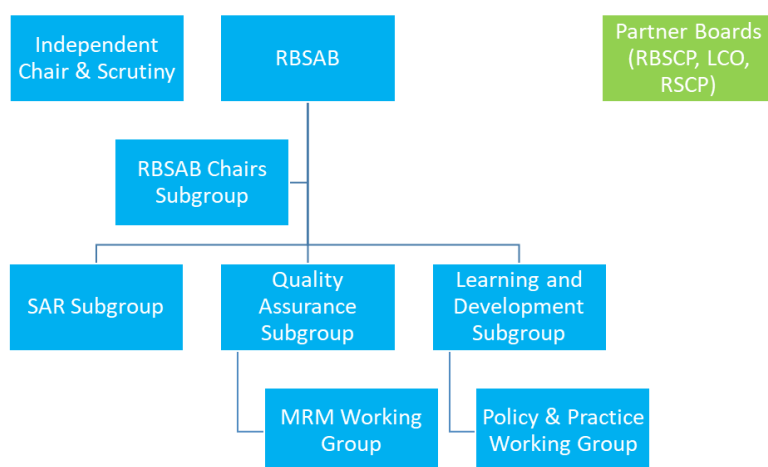 Independent
Chair & Scrutiny
RBSAB
Partner Boards
(RBSCP, LCO,
RSCP)
RBSAB Chairs
Subgroup
SAR Subgroup
Quality
Assurance
Subgroup
Learning and
Development
Subgroup
MRM Working
Group
Policy & Practice
Working Group